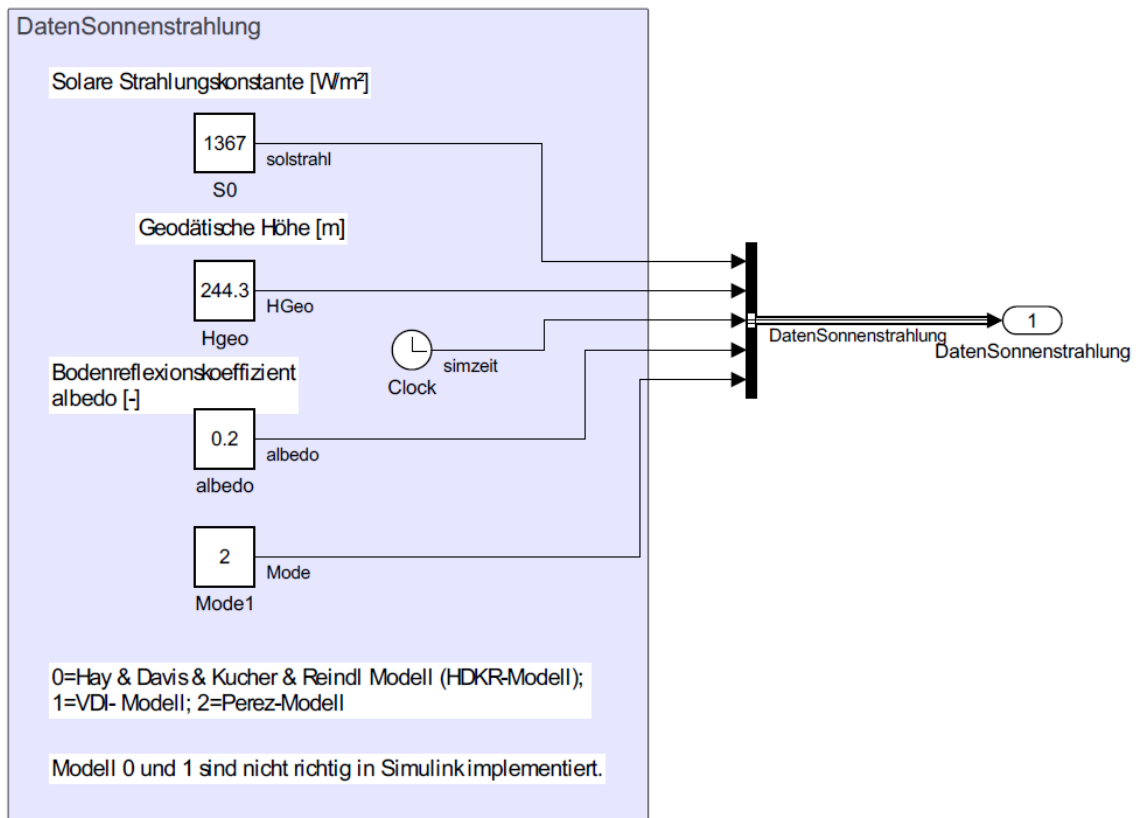 DatenSonnenstrahlung
Solare Strahlungskonstante [W/m²]
1367
solstrahl
S0
Geodätische Höhe [m]
244.3
HGeo
Hgeo
simzeit
Clock
Bodenreflexionskoeffizient
albedo [-]
0.2
albedo
albedo
2
Mode
Mode1
0=Hay & Davis & Kucher & Reindl Modell (HDKR-Modell);
1=VDI- Modell; 2=Perez-Modell
Modell 0 und 1 sind nicht richtig in Simulink implementiert.
DatenSonnenstrahlung
1
DatenSonnenstrahlung